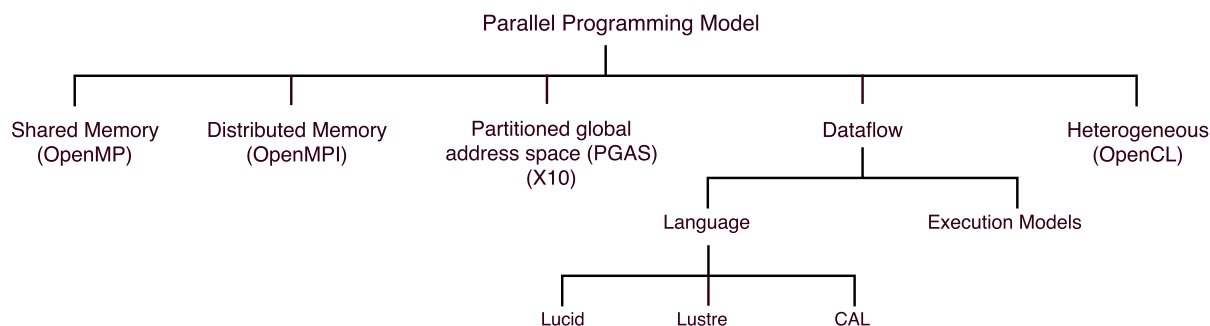 Parallel Programming Model
Shared Memory
(OpenMP)
Distributed Memory
(OpenMPI)
Partitioned global
address space (PGAS)
(X10)
Dataflow
Heterogeneous
(OpenCL)
Language
Execution Models
Lucid
Lustre
CAL